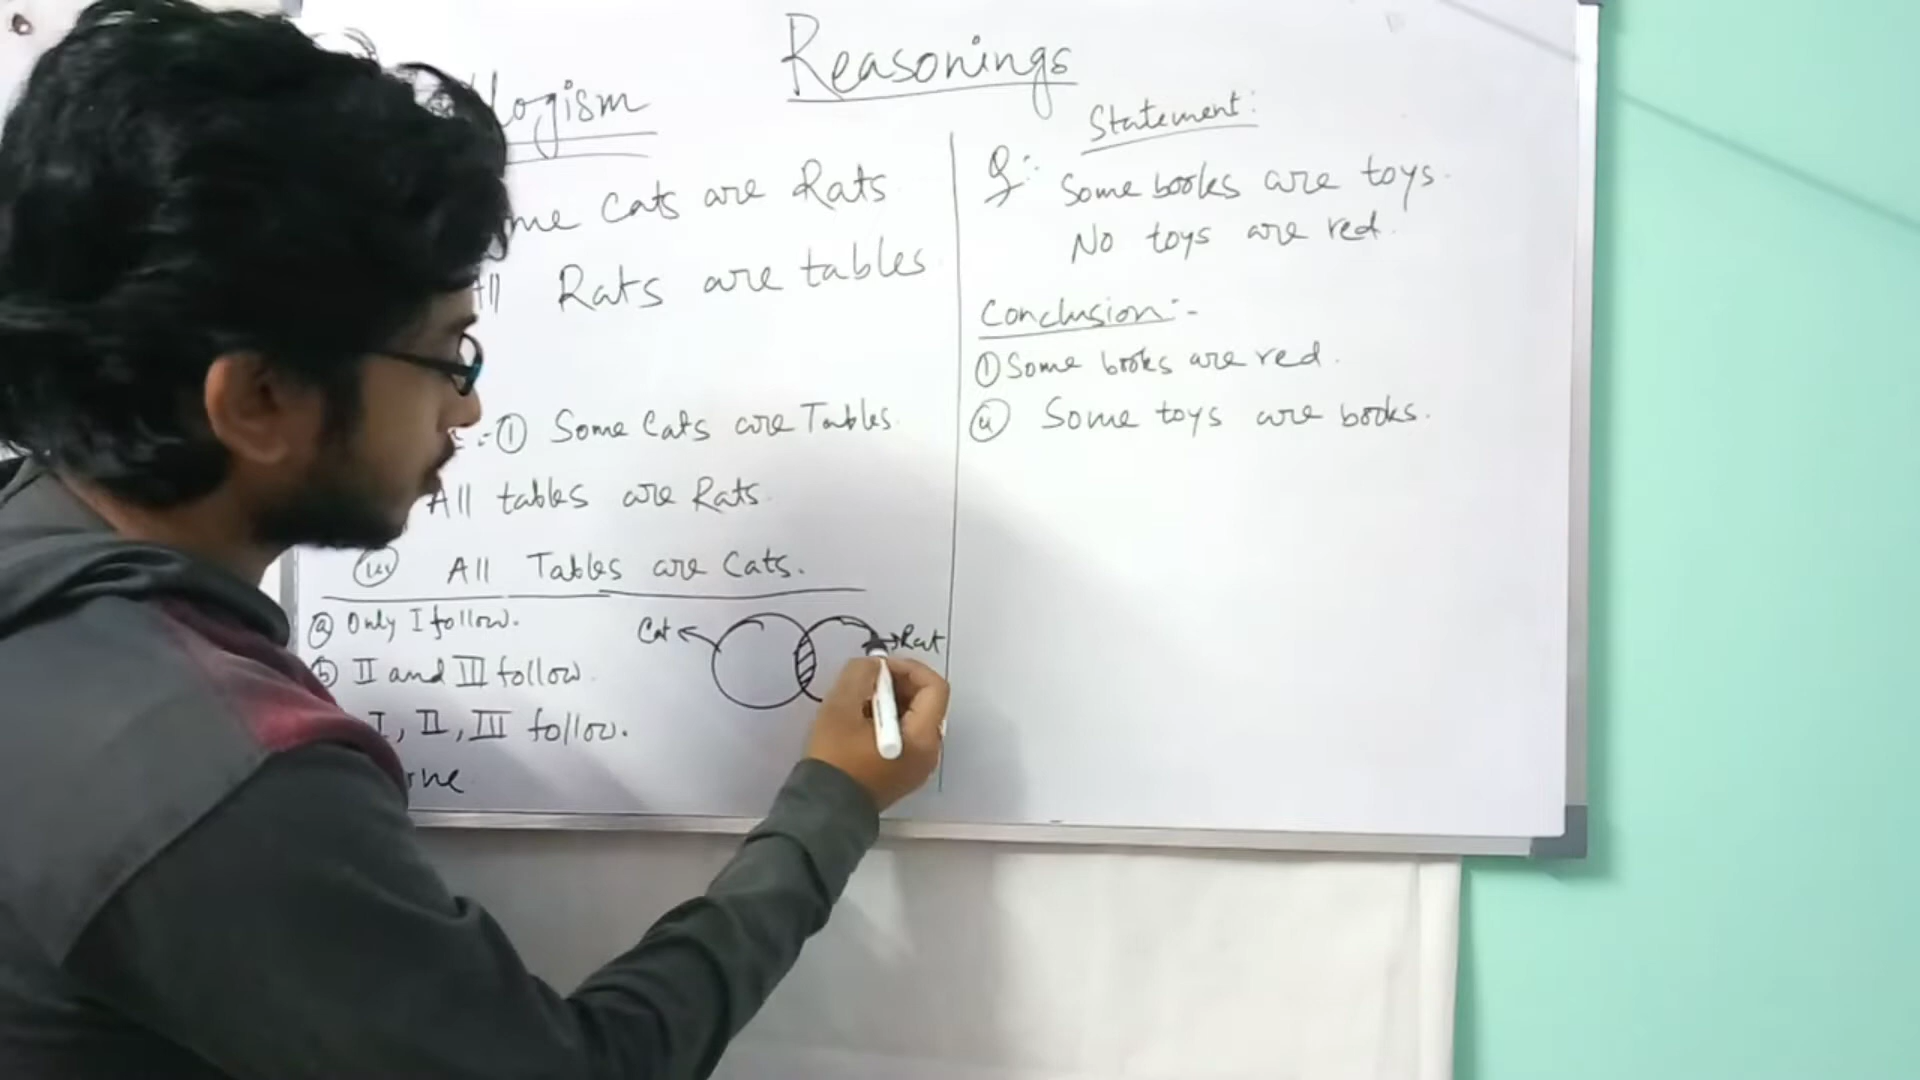 Reasonings
logism
me Cats are Rats
All Rats are tables
① Some Cats are Tables.
All tables are Rats.
(iii) All Tables are Cats.
(a) Only I follow.
(b) II and III follow.
I, II, III follow.
Cat
Rat
Statement:
Q:- Some books are toys.
No toys are red.
Conclusion:-
① Some books are red.
(ii) Some toys are books.